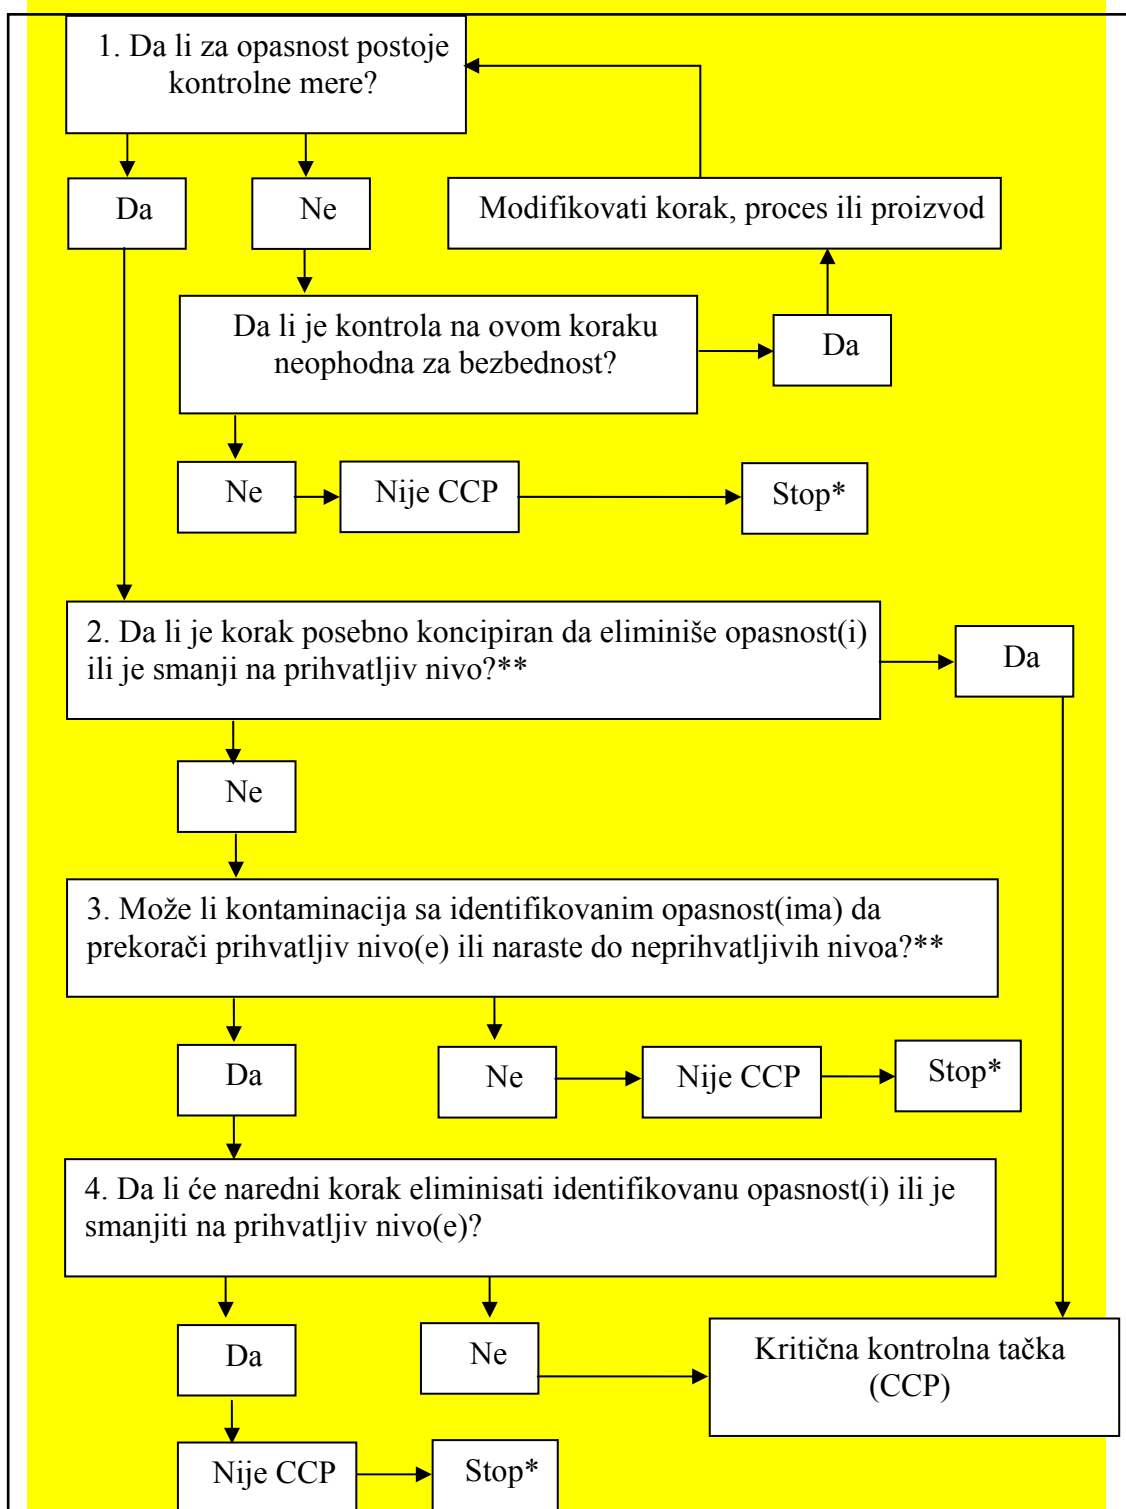 1. Da li za opasnost postoje
kontrolne mere?
Da
Ne
Modifikovati korak, proces ili proizvod
Da li je kontrola na ovom koraku
neophodna za bezbednost?
Da
Ne
Nije CCP
Stop*
2. Da li je korak posebno koncipiran da eliminiše opasnost(i)
ili je smanji na prihvatljiv nivo?**
Da
Ne
3. Može li kontaminacija sa identifikovanim opasnost(ima) da
prekorači prihvatljiv nivo(e) ili naraste do neprihvatljivih nivoa?**
Da
Ne
Nije CCP
Stop*
4. Da li će naredni korak eliminisati identifikovanu opasnost(i) ili je
smanjiti na prihvatljiv nivo(e)?
Da
Ne
Kritična kontrolna tačka
(CCP)
Nije CCP
Stop*